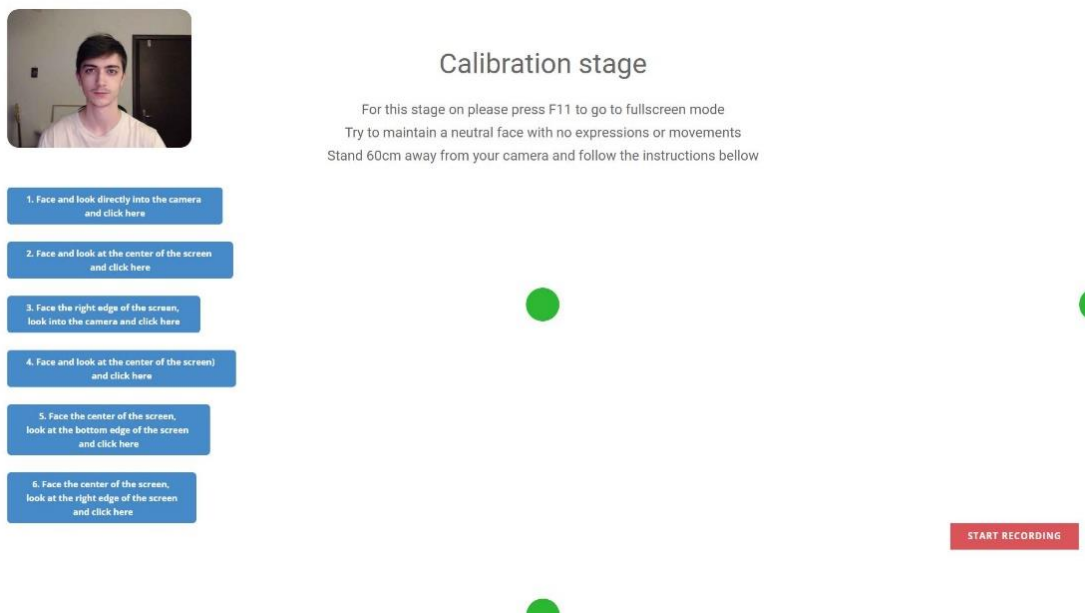 Calibration stage
For this stage on please press F11 to go to fullscreen mode
Try to maintain a neutral face with no expressions or movements
Stand 60cm away from your camera and follow the instructions bellow
1. Face and look directly into the camera
and click here
2. Face and look at the center of the screen
and click here
3. Face the right edge of the screen,
look into the camera and click here
4. Face and look at the center of the screen)
and click here
5. Face the center of the screen,
look at the bottom edge of the screen
and click here
6. Face the center of the screen,
look at the right edge of the screen
and click here
START RECORDING